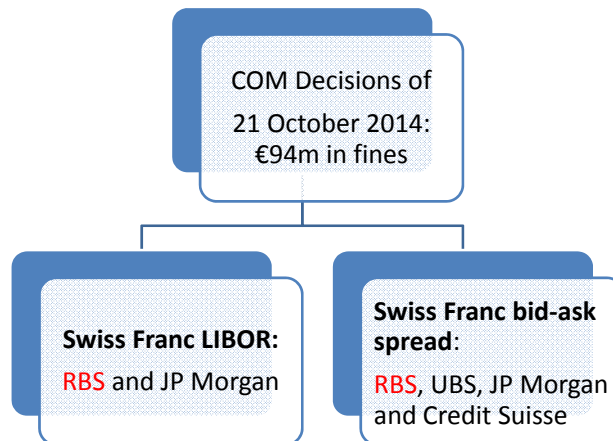 COM Decisions of
21 October 2014:
€94m in fines
Swiss Franc LIBOR:
RBS and JP Morgan
Swiss Franc bid-ask
spread:
RBS, UBS, JP Morgan
and Credit Suisse